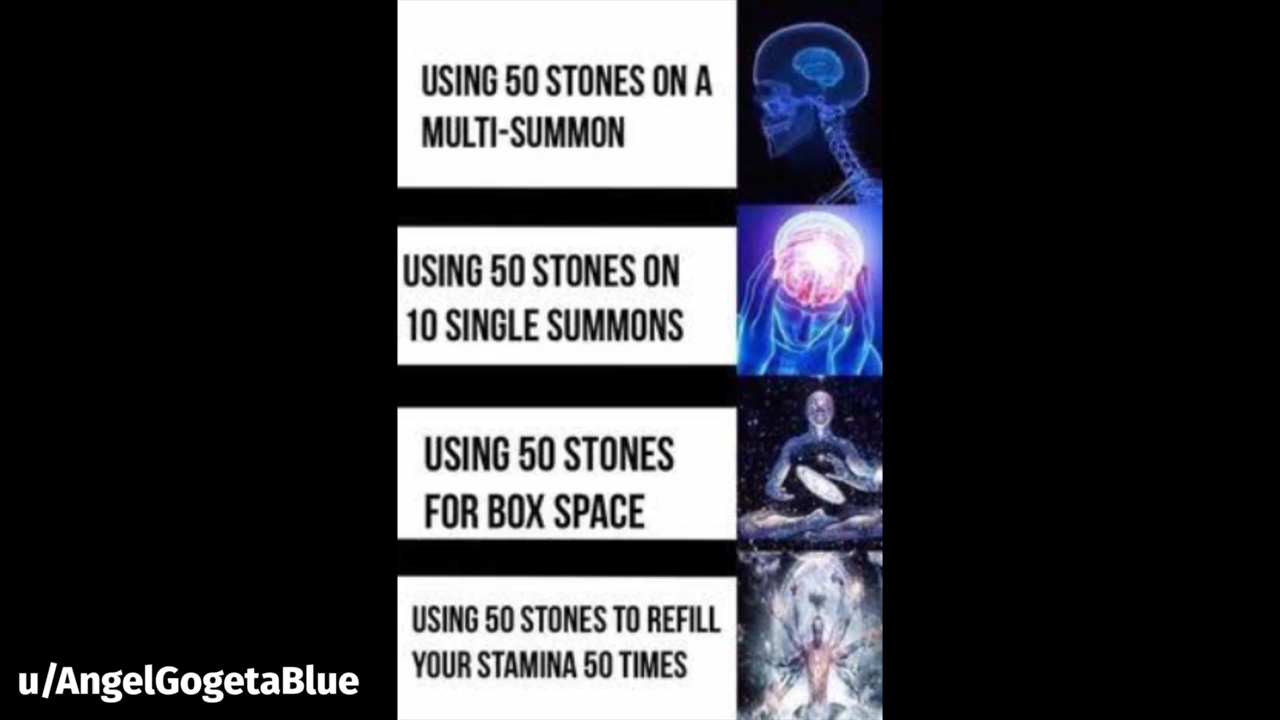 USING 50 STONES ON A
MULTI-SUMMON
USING 50 STONES ON
10 SINGLE SUMMONS
USING 50 STONES
FOR BOX SPACE
USING 50 STONES TO REFILL
YOUR STAMINA 50 TIMES
u/AngelGogetaBlue